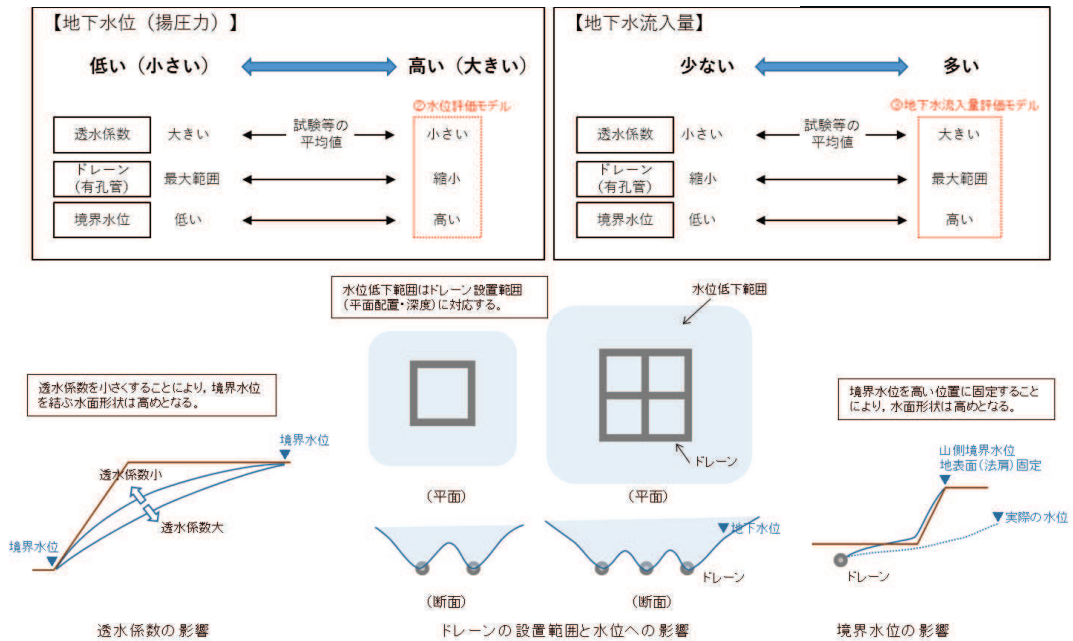 【地下水位（揚圧力）】
低い（小さい）
高い（大きい）
②水位評価モデル
透水係数
大きい
試験等の
平均値
小さい
ドレーン
(有孔管)
最大範囲
縮小
境界水位
低い
高い
【地下水流入量】
少ない
多い
③地下水流入量評価モデル
透水係数
小さい
試験等の
平均値
大きい
ドレーン
(有孔管)
縮小
最大範囲
境界水位
低い
高い
透水係数を小さくすることにより，境界水位
を結ぶ水面形状は高めとなる。
境界水位
透水係数小
透水係数大
境界水位
透水係数の影響
水位低下範囲はドレーン設置範囲
（平面配置・深度）に対応する。
水位低下範囲
ドレーン
（平面）
（平面）
地下水位
ドレーン
（断面）
（断面）
ドレーンの設置範囲と水位への影響
境界水位を高い位置に固定すること
により，水面形状は高めとなる。
山側境界水位
地表面(法肩)固定
実際の水位
ドレーン
境界水位の影響